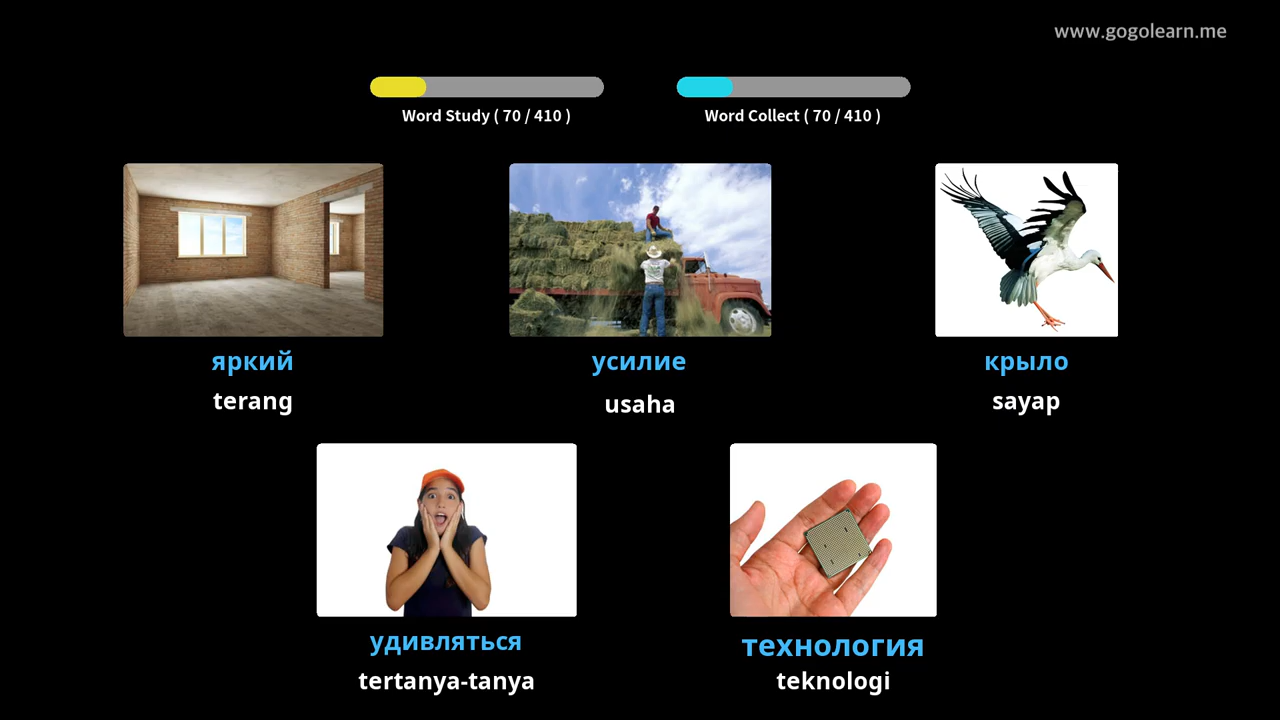 www.gogolearn.me
Word Study ( 70 / 410 )
Word Collect ( 70 / 410 )
яркий
усилие
крыло
terang
usaha
sayap
удивляться
технология
tertanya-tanya
teknologi